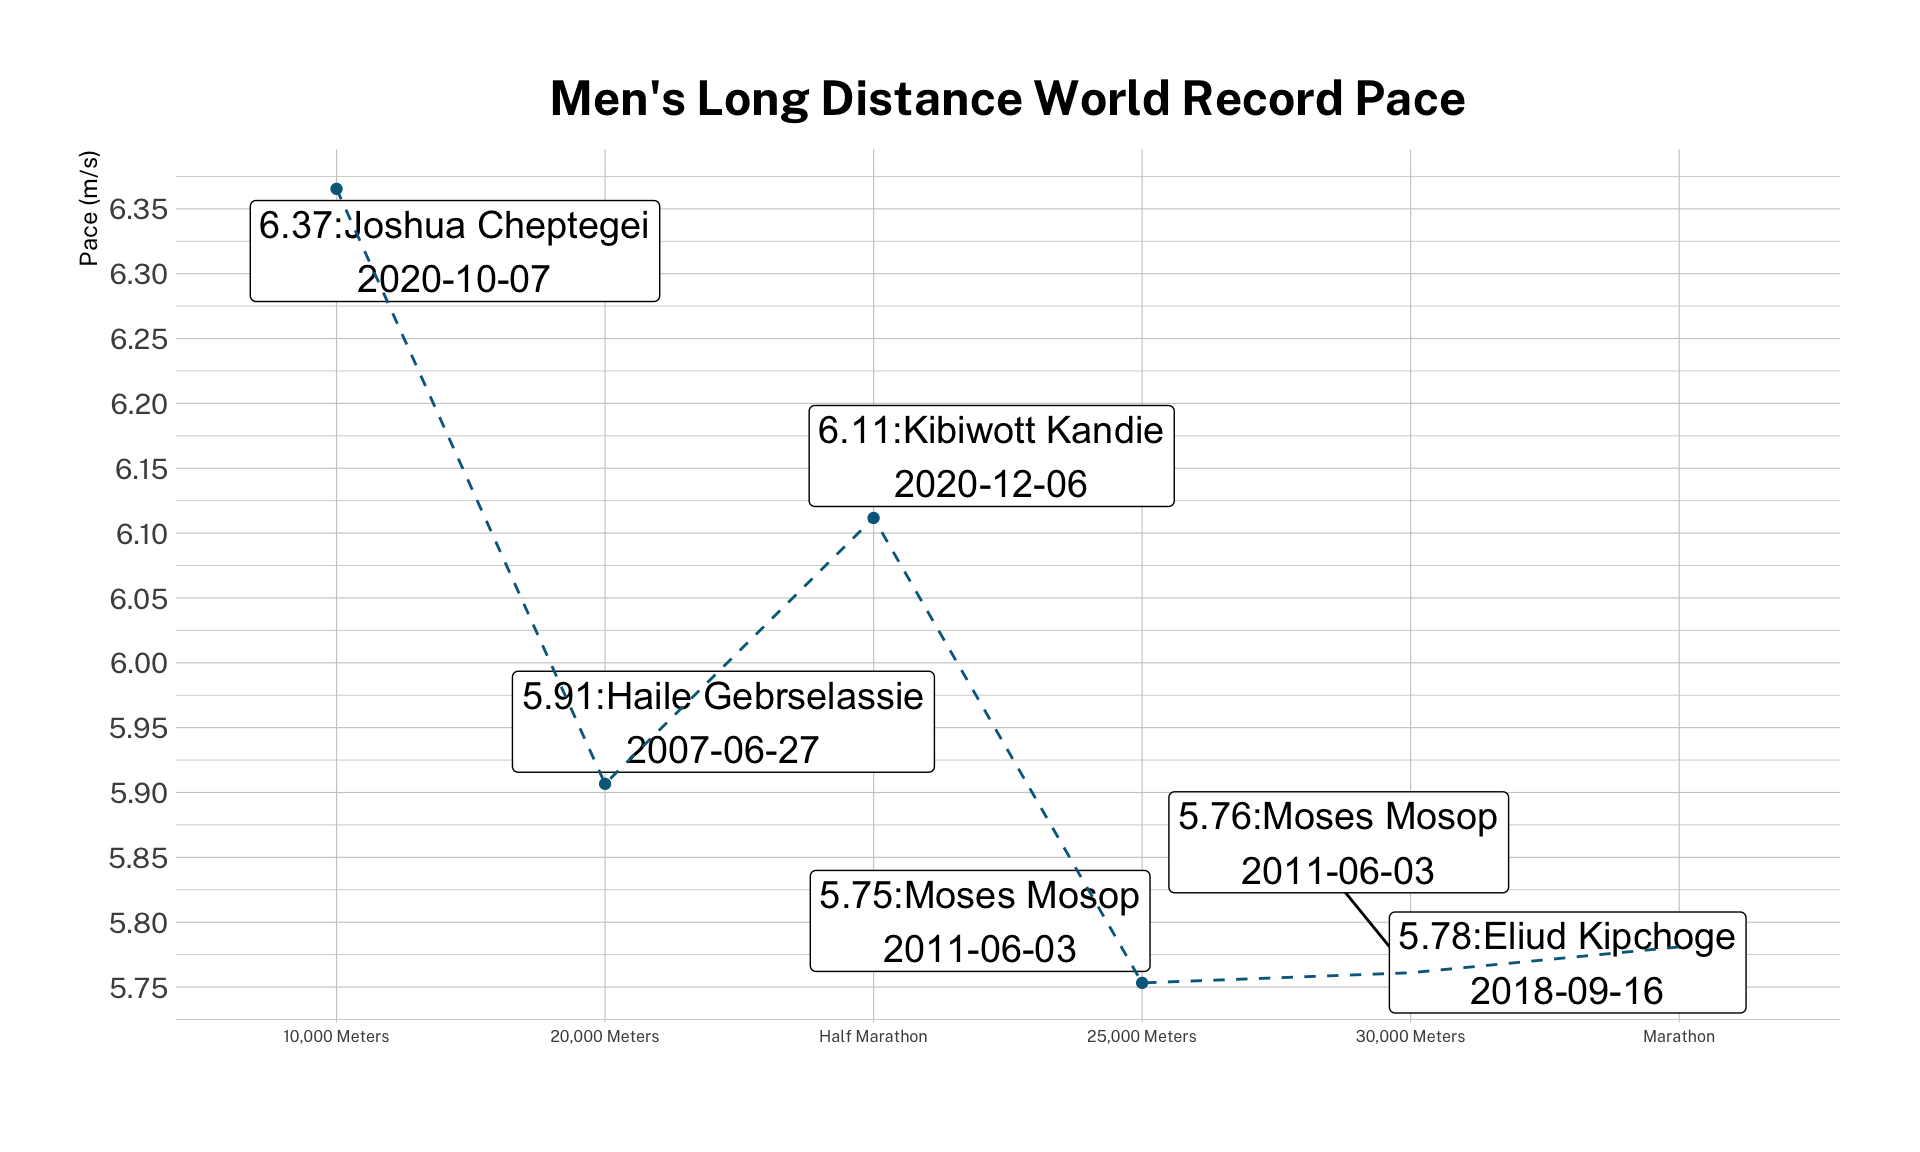 Men's Long Distance World Record Pace
Pace (m/s)
6.35
6.30
6.25
6.20
6.15
6.10
6.05
6.00
5.95
5.90
5.85
5.80
5.75
6.37:Joshua Cheptegei
2020-10-07
6.11:Kibiwott Kandie
2020-12-06
5.91:Haile Gebrselassie
2007-06-27
5.76:Moses Mosop
2011-06-03
5.75:Moses Mosop
2011-06-03
5.78:Eliud Kipchoge
2018-09-16
10,000 Meters
20,000 Meters
Half Marathon
25,000 Meters
30,000 Meters
Marathon